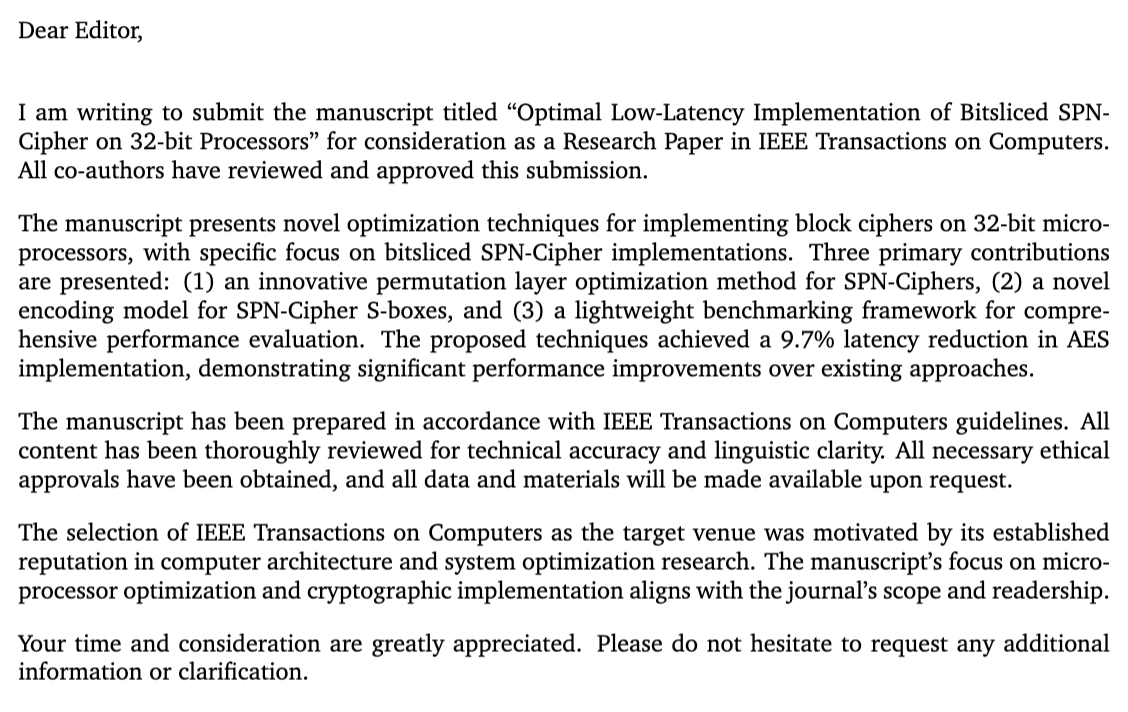 Dear Editor,
I am writing to submit the manuscript titled “Optimal Low-Latency Implementation of Bitsliced SPN-
Cipher on 32-bit Processors” for consideration as a Research Paper in IEEE Transactions on Computers.
All co-authors have reviewed and approved this submission.
The manuscript presents novel optimization techniques for implementing block ciphers on 32-bit micro-
processors, with specific focus on bitsliced SPN-Cipher implementations. Three primary contributions
are presented: (1) an innovative permutation layer optimization method for SPN-Ciphers, (2) a novel
encoding model for SPN-Cipher S-boxes, and (3) a lightweight benchmarking framework for compre-
hensive performance evaluation. The proposed techniques achieved a 9.7% latency reduction in AES
implementation, demonstrating significant performance improvements over existing approaches.
The manuscript has been prepared in accordance with IEEE Transactions on Computers guidelines. All
content has been thoroughly reviewed for technical accuracy and linguistic clarity. All necessary ethical
approvals have been obtained, and all data and materials will be made available upon request.
The selection of IEEE Transactions on Computers as the target venue was motivated by its established
reputation in computer architecture and system optimization research. The manuscript’s focus on micro-
processor optimization and cryptographic implementation aligns with the journal’s scope and readership.
Your time and consideration are greatly appreciated. Please do not hesitate to request any additional
information or clarification.